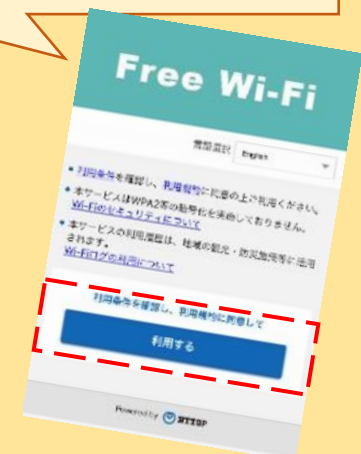 Free Wi-Fi
言語選択 English
利用条件を確認し、利用規約に同意の上ご利用ください。
本サービスはWPA2等の暗号化を実施しておりません。
Wi-Fiのセキュリティについて
本サービスの利用履歴は、地域の観光・防災施策等に活用
されます。
Wi-Fiログの利用について
利用条件を確認し、利用規約に同意して
利用する
Powered by NTTBP